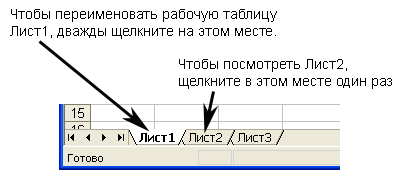 Чтобы переименовать рабочую таблицу
Лист1, дважды щелкните на этом месте.
Чтобы посмотреть Лист2,
щелкните в этом месте один раз
15
16
Лист1 Лист2 Лист3
Готово